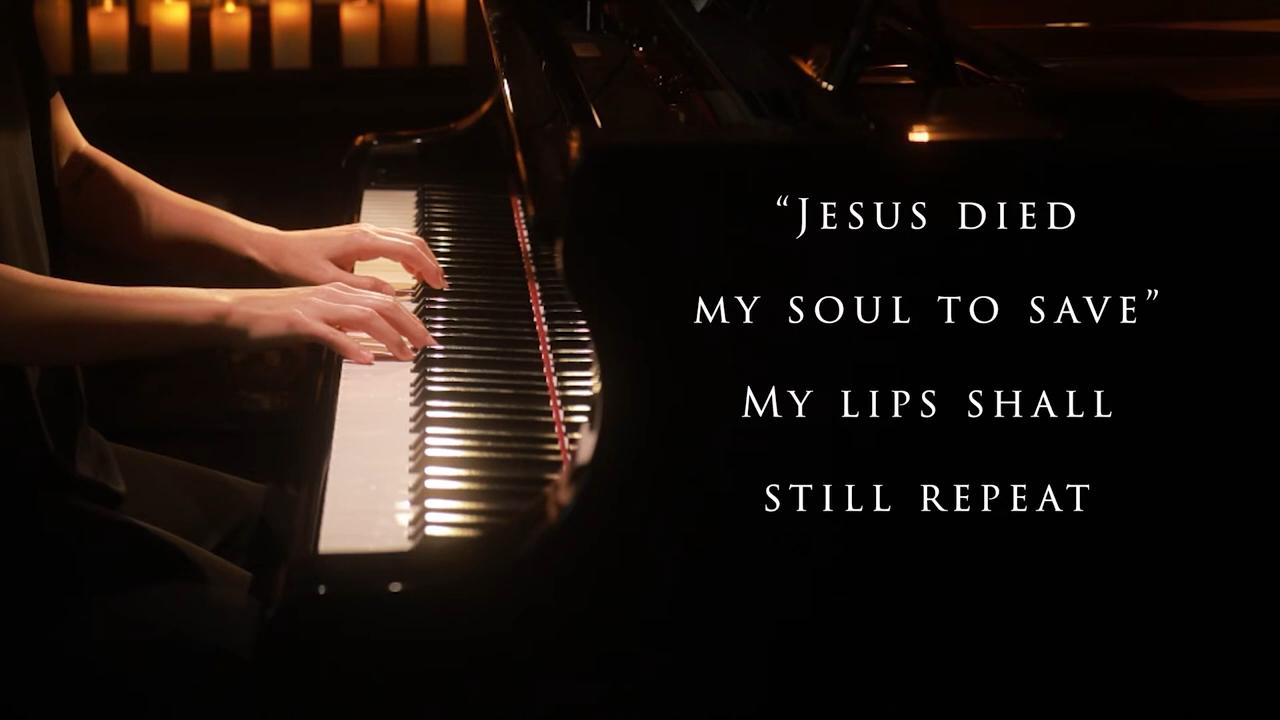 “Jesus died
my soul to save”
My lips shall
still repeat